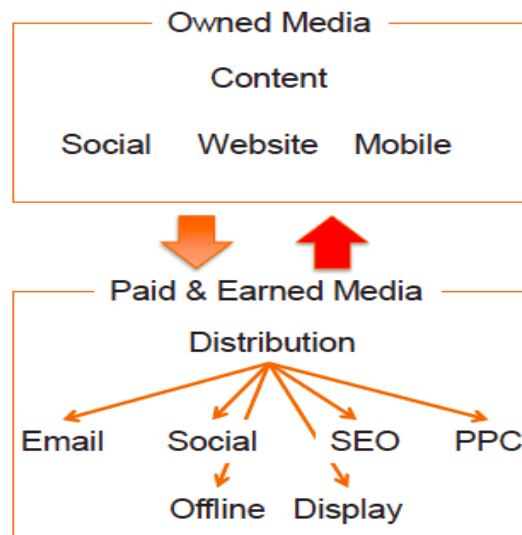 Owned Media
Content
Social Website Mobile
Paid & Earned Media
Distribution
Email Social SEO PPC
Offline Display